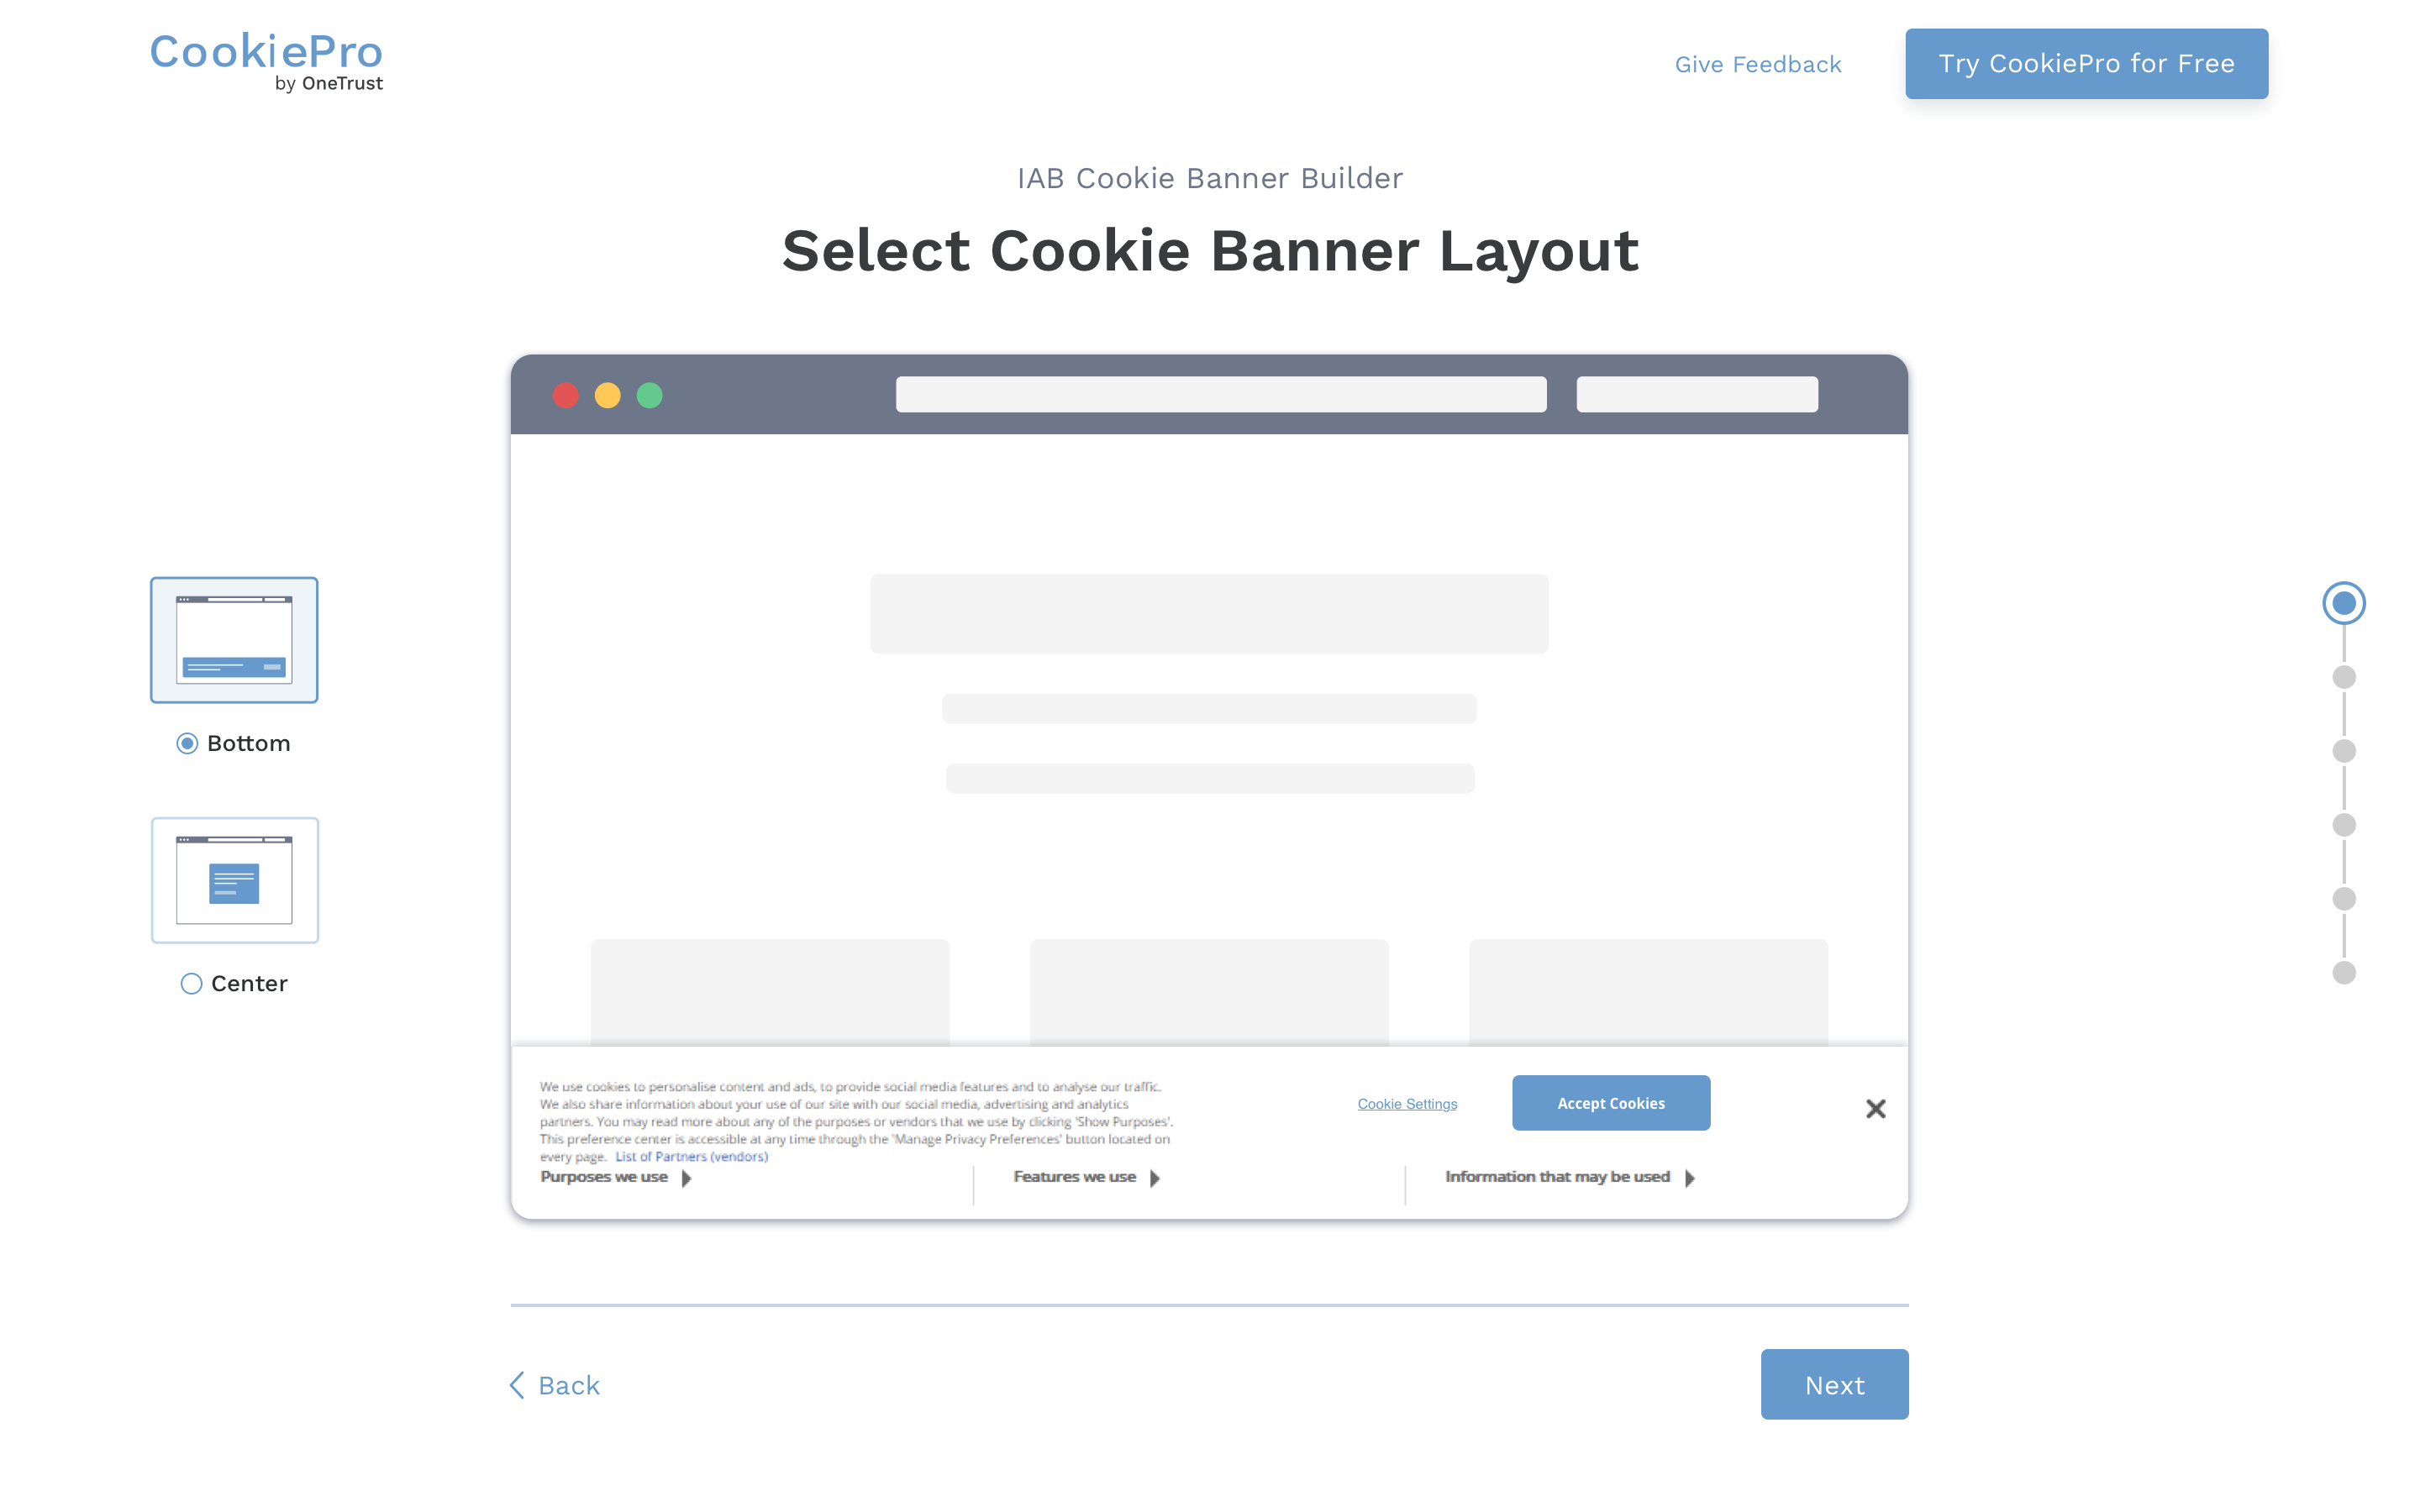 CookiePro
by OneTrust
Give Feedback
Try CookiePro for Free
IAB Cookie Banner Builder
Select Cookie Banner Layout
Bottom
Center
We use cookies to personalise content and ads, to provide social media features and to analyse our traffic.
We also share information about your use of our site with our social media, advertising and analytics
partners. You may read more about any of the purposes or vendors that we use by clicking 'Show Purposes'.
This preference center is accessible at any time through the 'Manage Privacy Preferences' button located on
every page. List of Partners (vendors)
Cookie Settings
Accept Cookies
Purposes we use
Features we use
Information that may be used
Back
Next